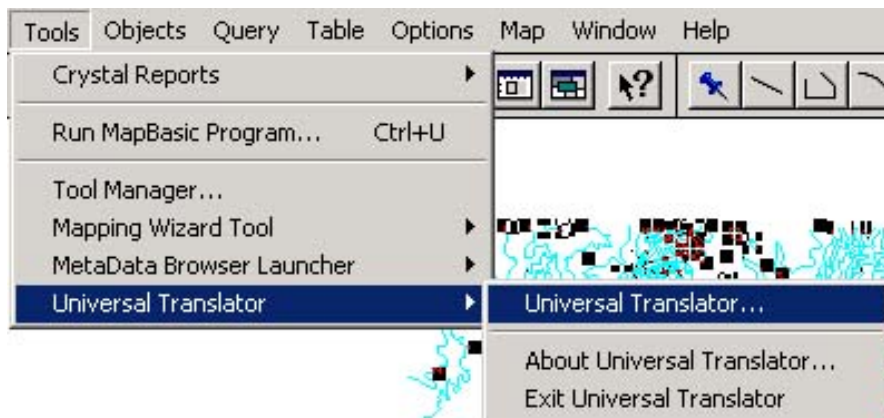 Tools Objects Query Table Options Map Window Help
Crystal Reports
Run MapBasic Program... Ctrl+U
Tool Manager...
Mapping Wizard Tool
MetaData Browser Launcher
Universal Translator
Universal Translator...
About Universal Translator...
Exit Universal Translator